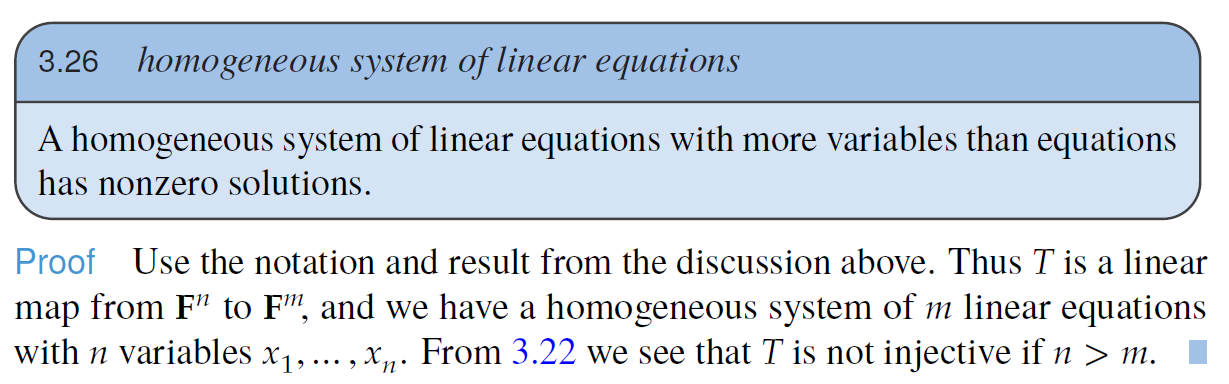 3.26 homogeneous system of linear equations
A homogeneous system of linear equations with more variables than equations
has nonzero solutions.
Proof Use the notation and result from the discussion above. Thus T is a linear
map from Fⁿ to Fᵐ, and we have a homogeneous system of m linear equations
with n variables x₁, … , xₙ. From 3.22 we see that T is not injective if n > m.